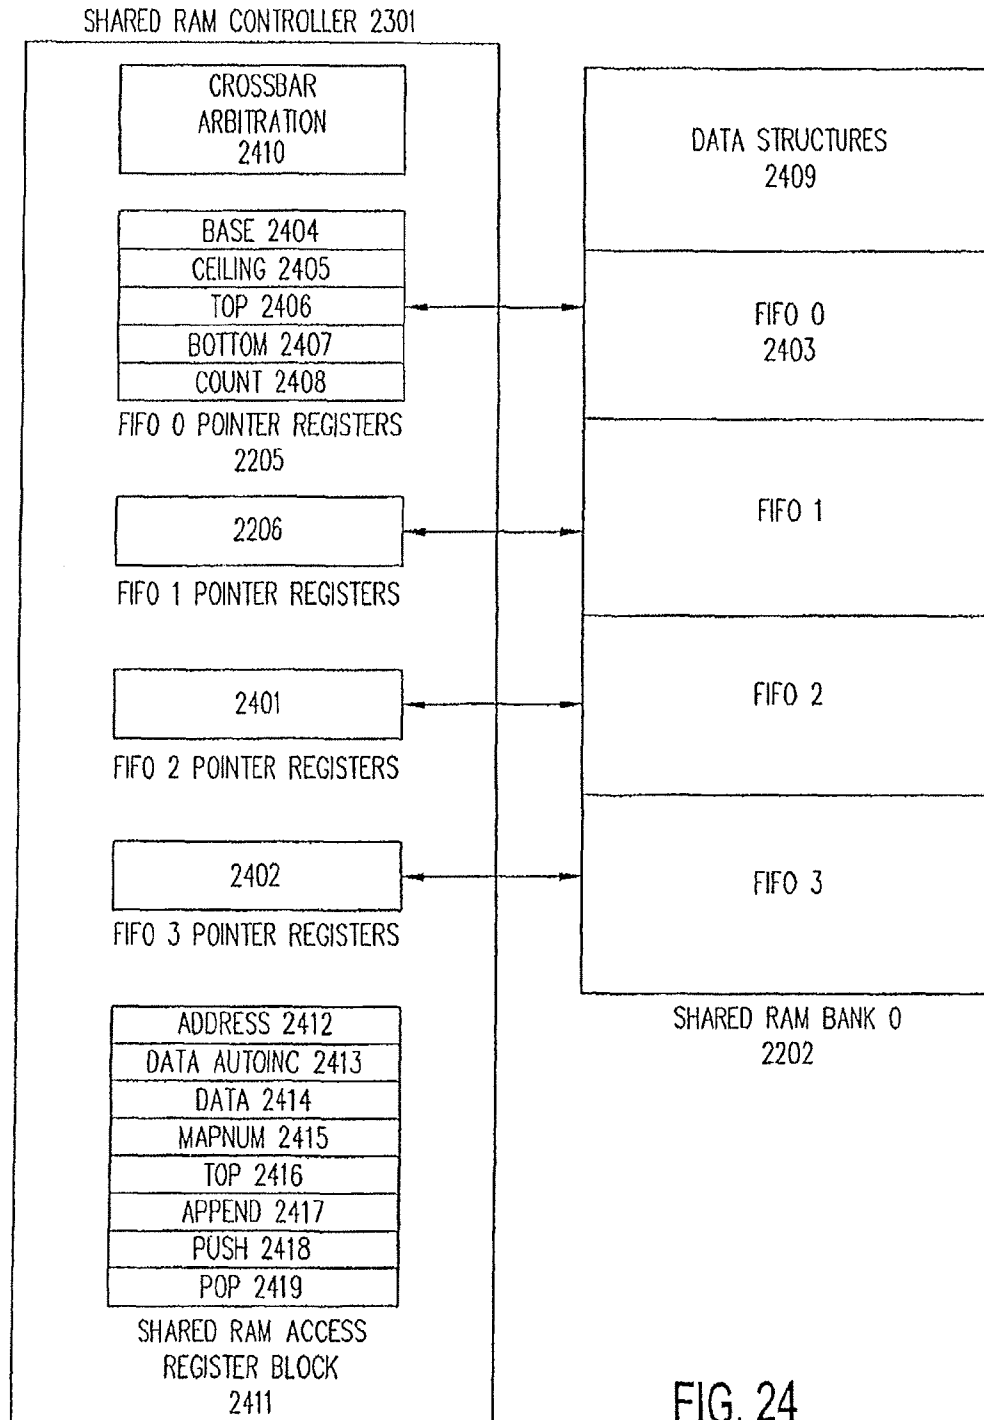 SHARED RAM CONTROLLER 2301
CROSSBAR
ARBITRATION
2410
BASE 2404
CEILING 2405
TOP 2406
BOTTOM 2407
COUNT 2408
FIFO 0 POINTER REGISTERS
2205
2206
FIFO 1 POINTER REGISTERS
2401
FIFO 2 POINTER REGISTERS
2402
FIFO 3 POINTER REGISTERS
ADDRESS 2412
DATA AUTOINC 2413
DATA 2414
MAPNUM 2415
TOP 2416
APPEND 2417
PUSH 2418
POP 2419
SHARED RAM ACCESS
REGISTER BLOCK
2411
DATA STRUCTURES
2409
FIFO 0
2403
FIFO 1
FIFO 2
FIFO 3
SHARED RAM BANK 0
2202
FIG. 24